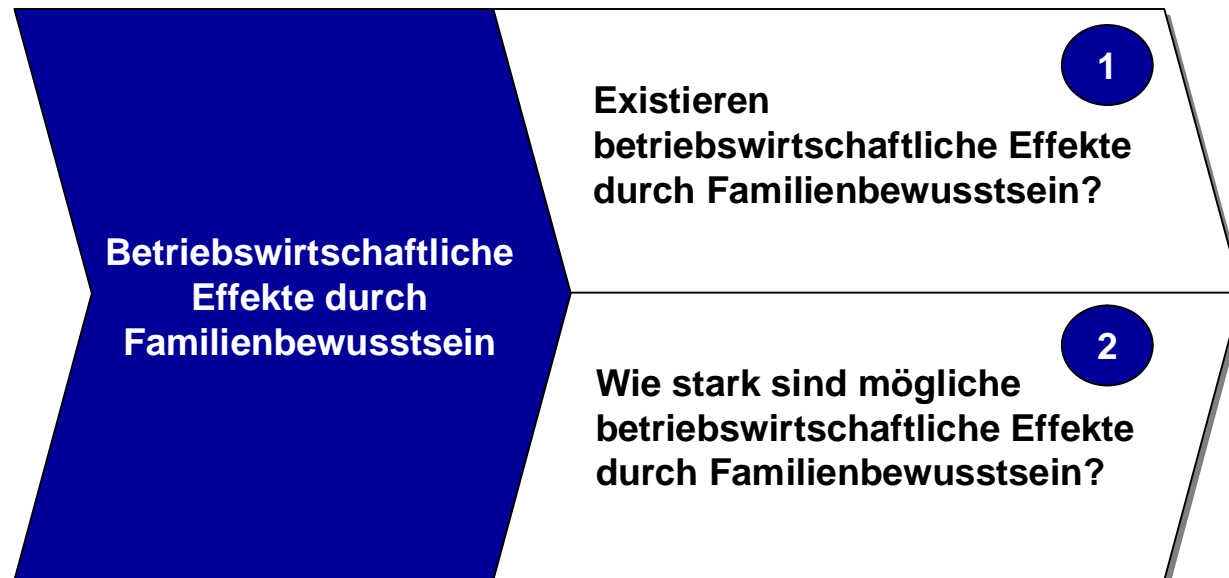 Betriebswirtschaftliche
Effekte durch
Familienbewusstsein
1
Existieren
betriebswirtschaftliche Effekte
durch Familienbewusstsein?
2
Wie stark sind mögliche
betriebswirtschaftliche Effekte
durch Familienbewusstsein?